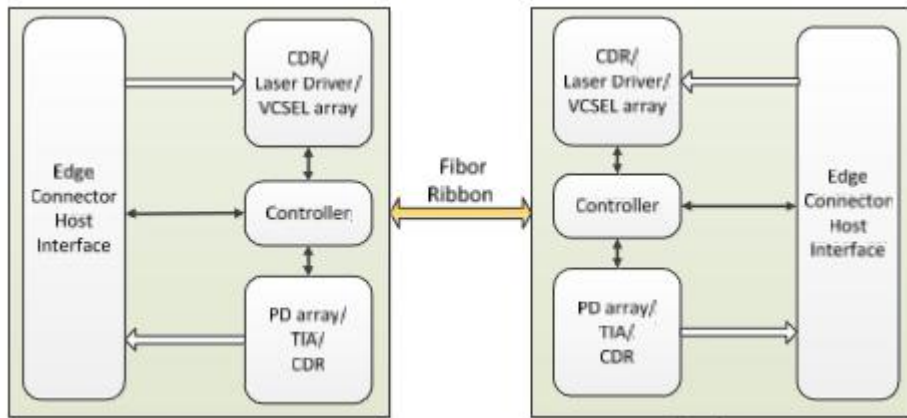 Edge
Connector
Host
Interface
CDR/
Laser Driver/
VCSEL array
Controller
PD array/
TIA/
CDR
Fibor
Ribbon
CDR/
Laser Driver/
VCSEL array
Controller
PD array/
TIA/
CDR
Edge
Connector
Host
Interface